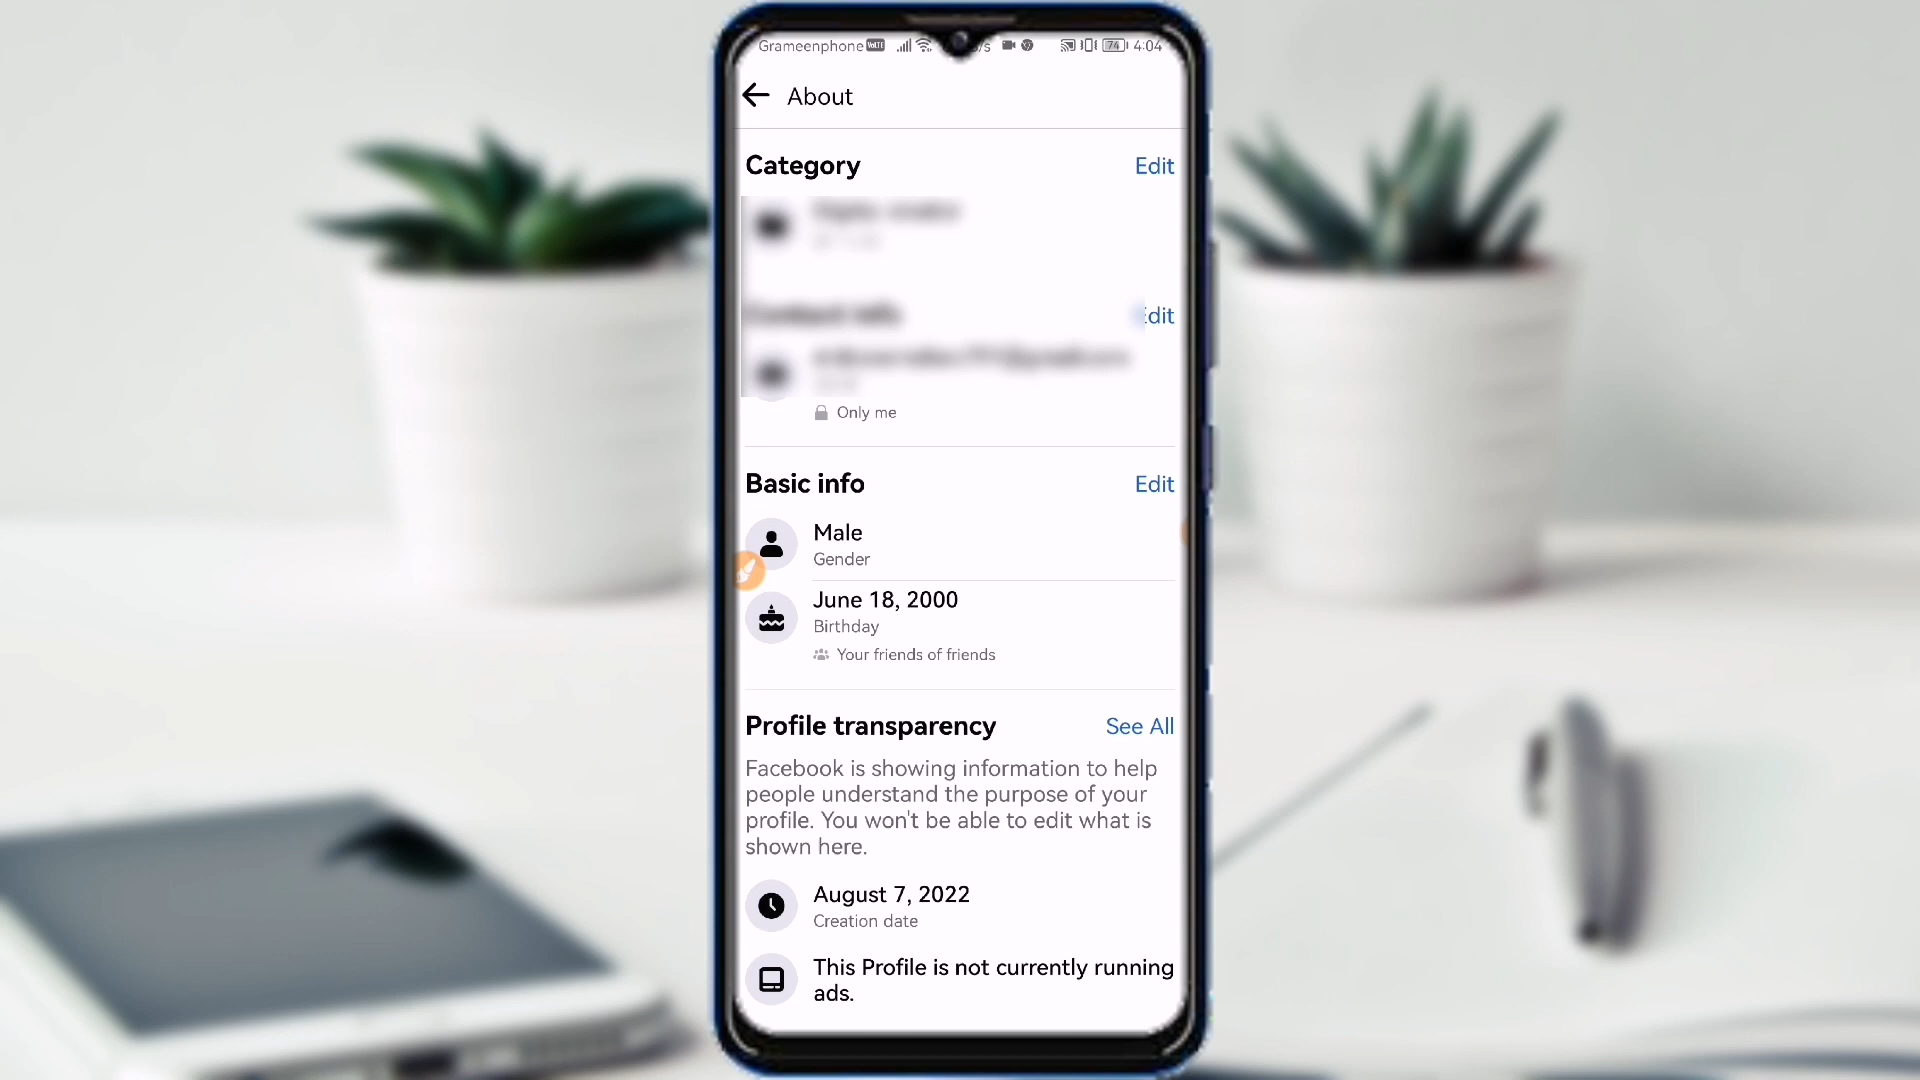 Grameenphone VoLTE 74 4:04
About
Category Edit
Edit
Only me
Basic info Edit
Male
Gender
June 18, 2000
Birthday
Your friends of friends
Profile transparency See All
Facebook is showing information to help
people understand the purpose of your
profile. You won't be able to edit what is
shown here.
August 7, 2022
Creation date
This Profile is not currently running
ads.